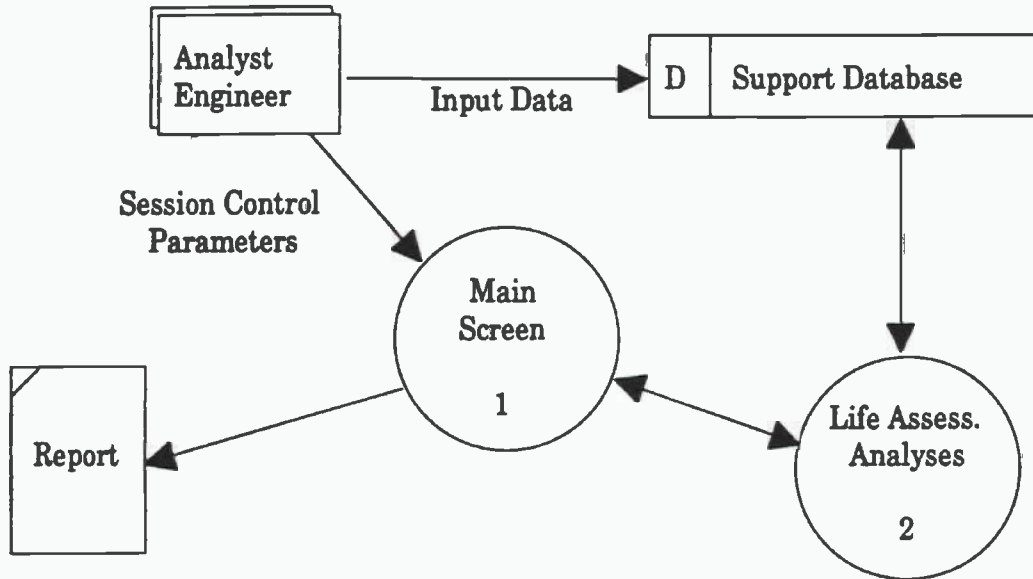 Analyst
Engineer
Input Data
D
Support Database
Session Control
Parameters
Main
Screen
1
Report
Life Assess.
Analyses
2